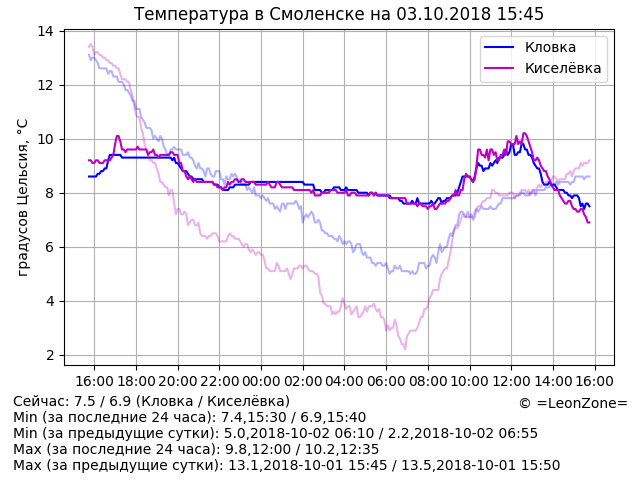 Температура в Смоленске на 03.10.2018 15:45
градусов Цельсия, °C
14
12
10
8
6
4
2
Кловка
Киселёвка
16:00 18:00 20:00 22:00 00:00 02:00 04:00 06:00 08:00 10:00 12:00 14:00 16:00
Сейчас: 7.5 / 6.9 (Кловка / Киселёвка)
© =LeonZone=
Min (за последние 24 часа): 7.4,15:30 / 6.9,15:40
Min (за предыдущие сутки): 5.0,2018-10-02 06:10 / 2.2,2018-10-02 06:55
Max (за последние 24 часа): 9.8,12:00 / 10.2,12:35
Max (за предыдущие сутки): 13.1,2018-10-01 15:45 / 13.5,2018-10-01 15:50